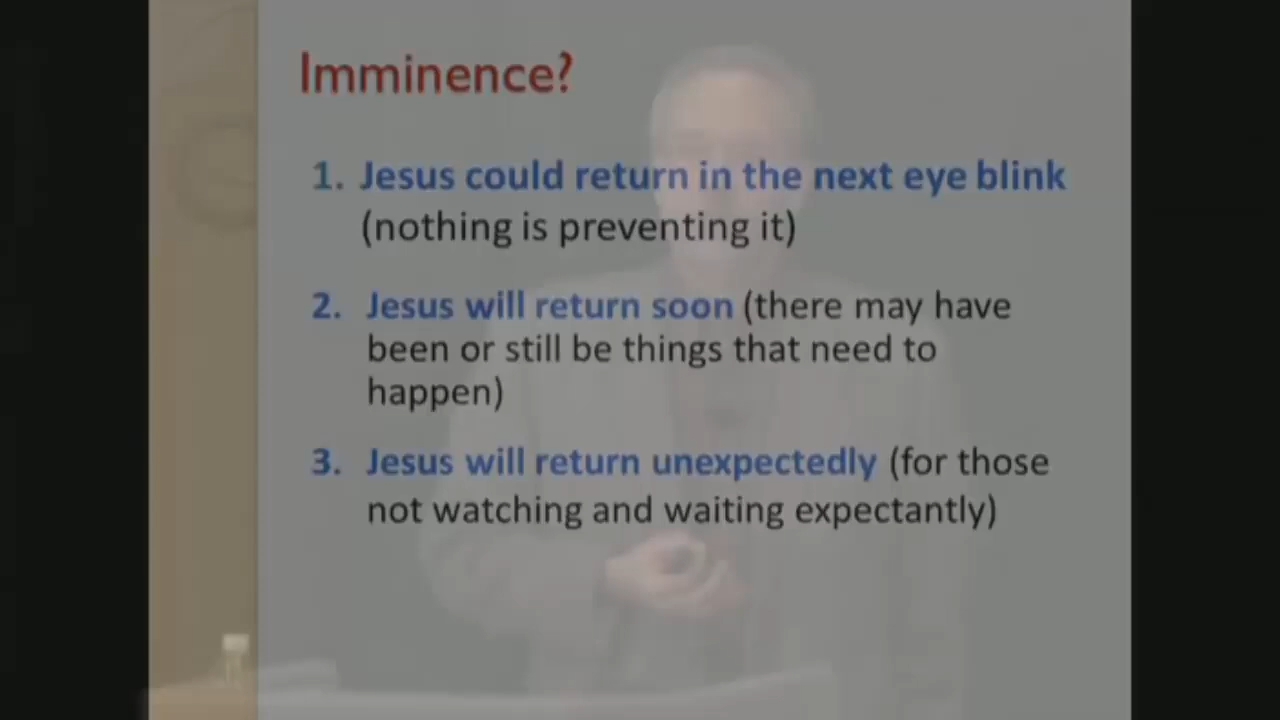 Imminence?
1. Jesus could return in the next eye blink
(nothing is preventing it)
2. Jesus will return soon (there may have
been or still be things that need to
happen)
3. Jesus will return unexpectedly (for those
not watching and waiting expectantly)